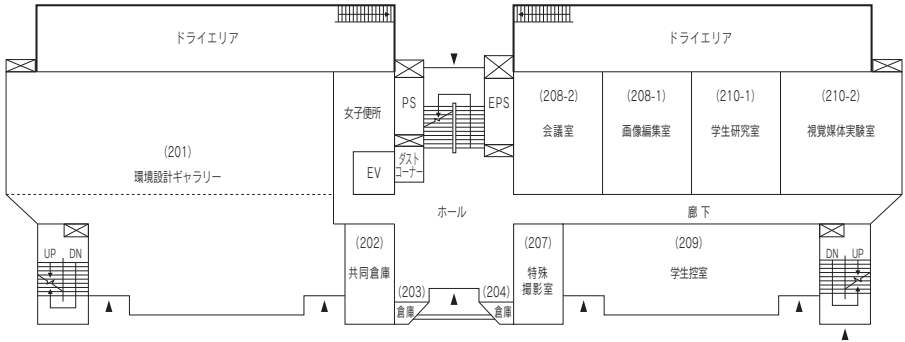 ドライエリア
ドライエリア
女子便所
PS
EPS
(208-2)
会議室
(208-1)
画像編集室
(210-1)
学生研究室
(210-2)
視覚媒体実験室
(201)
環境設計ギャラリー
EV
ダスト
コーナー
ホール
廊下
UP DN
(202)
共同倉庫
(203)
倉庫
(204)
倉庫
(207)
特殊
撮影室
(209)
学生控室
DN UP